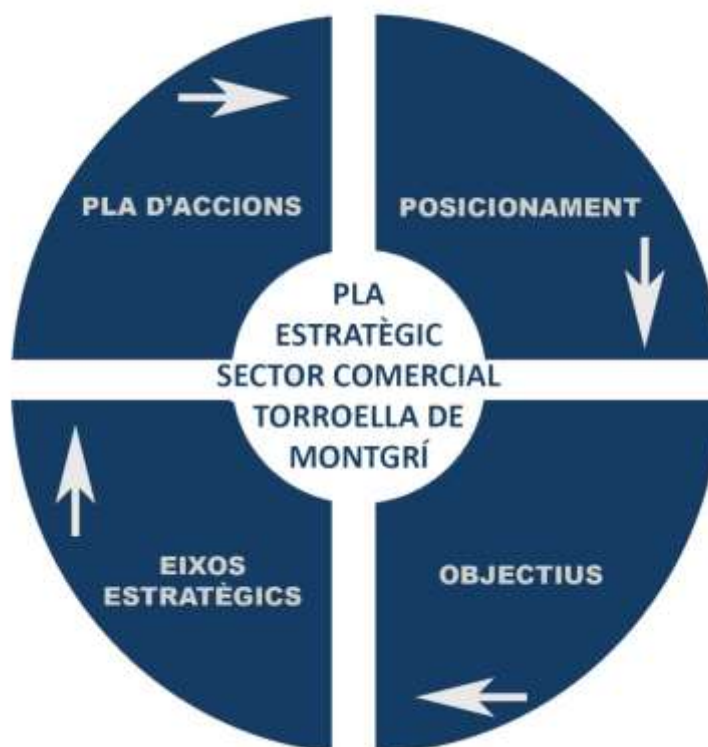 PLA D'ACCIONS
POSICIONAMENT
PLA
ESTRATÈGIC
SECTOR COMERCIAL
TORROELLA DE
MONTGRÍ
EIXOS
ESTRATÈGICS
OBJECTIUS